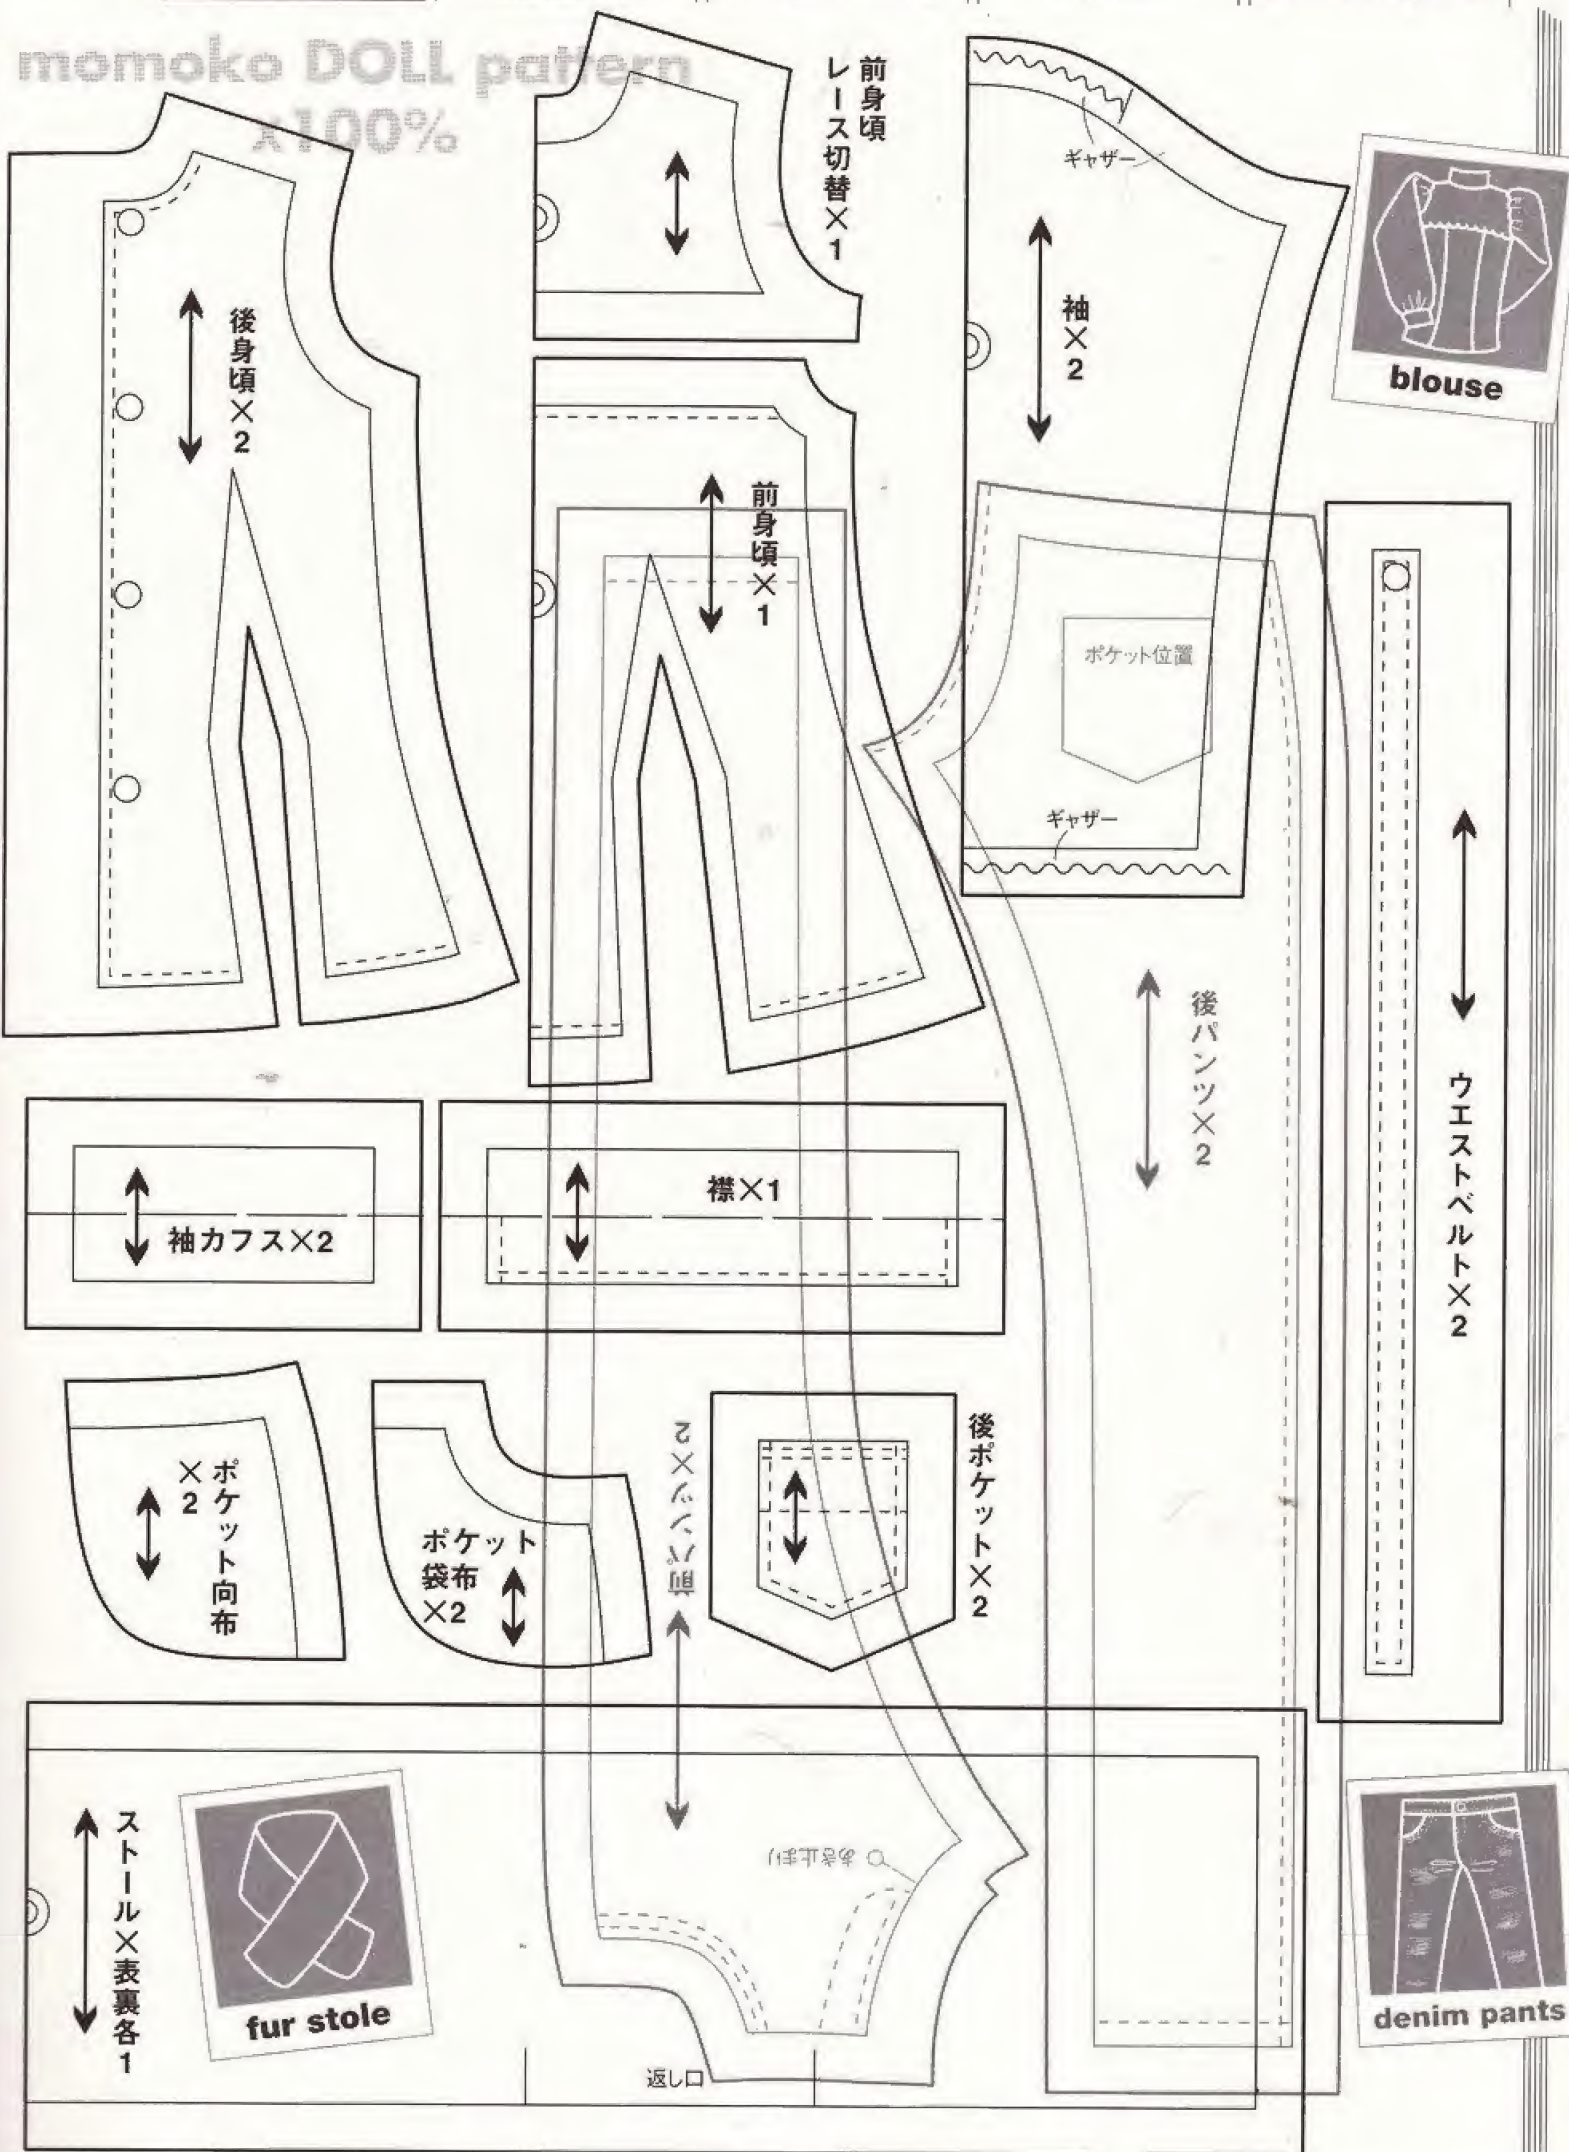 momoko DOLL pattern
x100%
前身頃
レース切替×1
ギャザー
袖×2
blouse
後身頃×2
前身頃×1
ポケット位置
ギャザー
後パンツ×2
ウエストベルト×2
袖カフス×2
襟×1
ポケット向布
×2
ポケット
袋布
×2
前パンツ×2
後ポケット×2
あき止まり
ストール×表裏各1
fur stole
返し口
denim pants